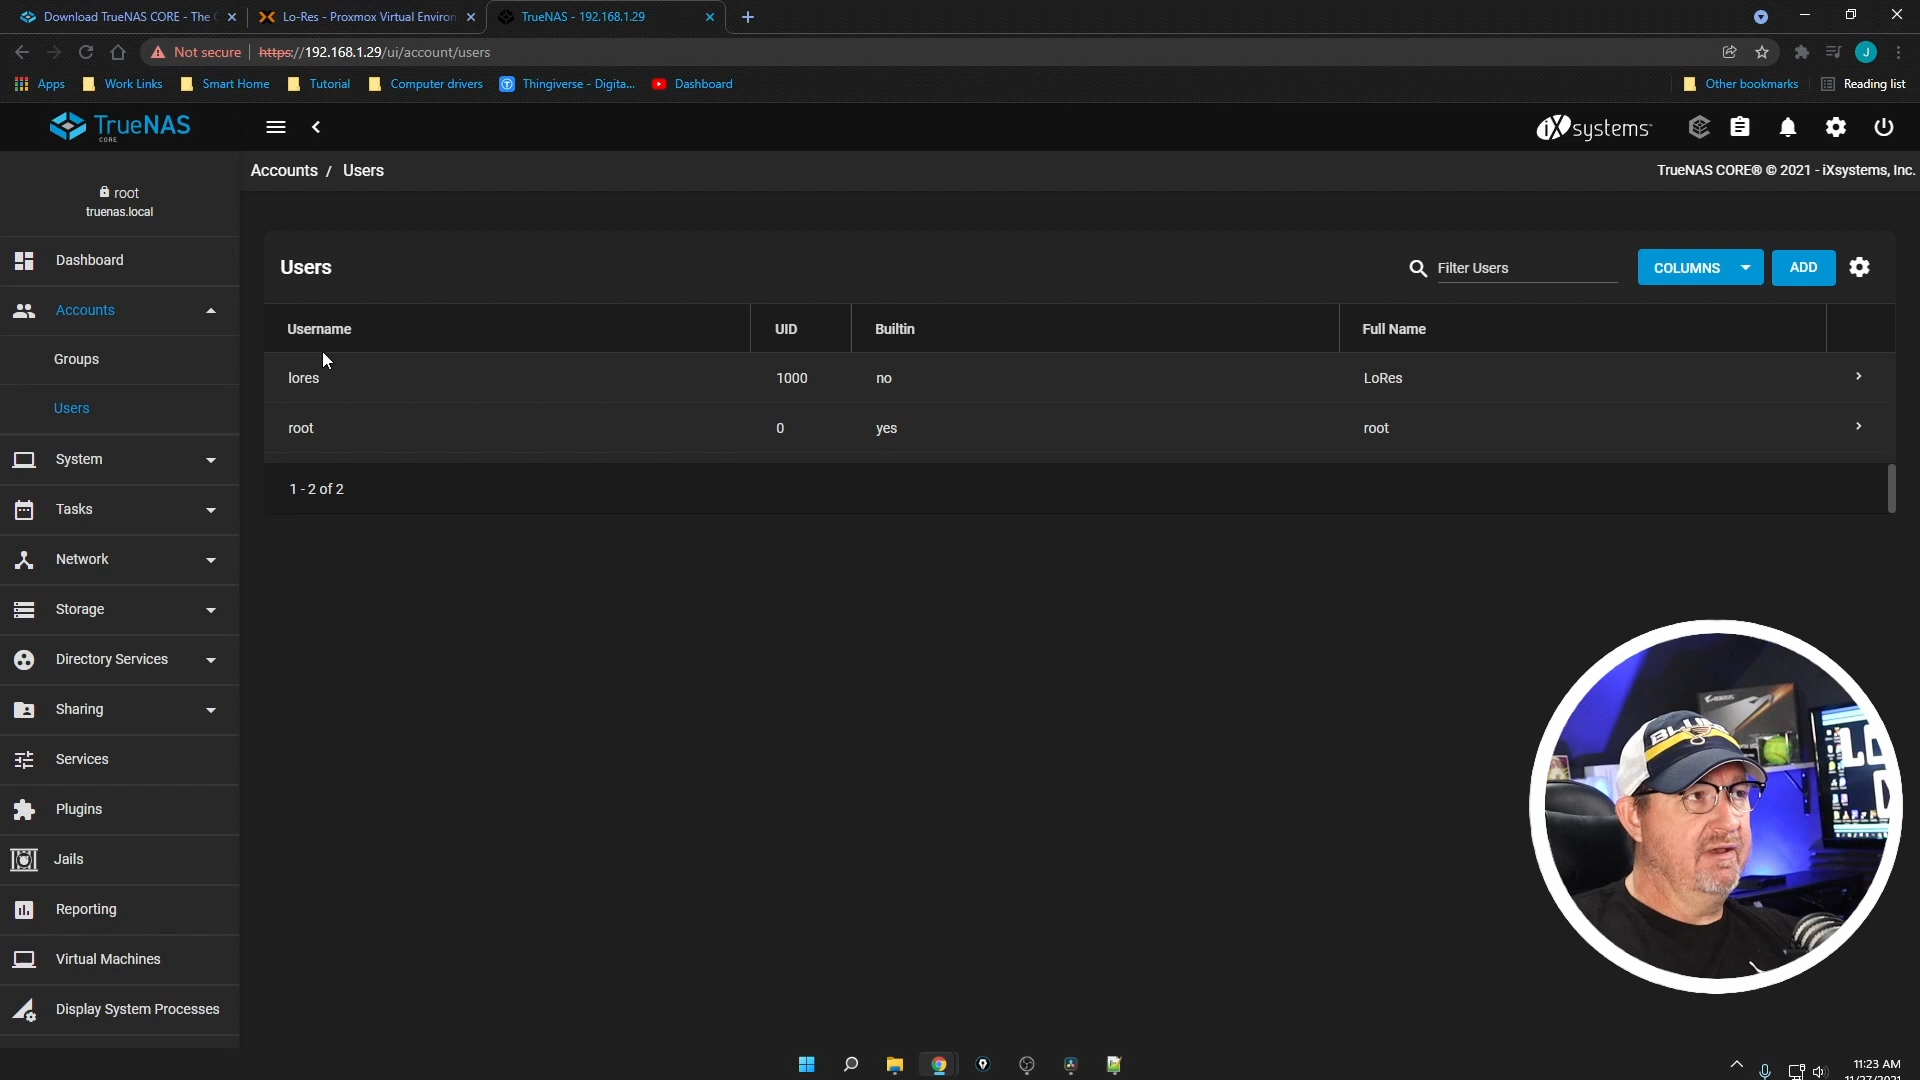 Download TrueNAS CORE - The
Lo-Res - Proxmox Virtual Environ
TrueNAS - 192.168.1.29
Not secure
https://192.168.1.29/ui/account/users
J
Apps
Work Links
Smart Home
Tutorial
Computer drivers
Thingiverse - Digita...
Dashboard
Other bookmarks
Reading list
TrueNAS
CORE
iXsystems
Accounts / Users
TrueNAS CORE® © 2021 - iXsystems, Inc.
root
truenas.local
Dashboard
Accounts
Groups
Users
System
Tasks
Network
Storage
Directory Services
Sharing
Services
Plugins
Jails
Reporting
Virtual Machines
Display System Processes
Users
Filter Users
COLUMNS
ADD
Username UID Builtin Full Name
lores 1000 no LoRes
root 0 yes root
1 - 2 of 2
11:23 AM
11/27/2021